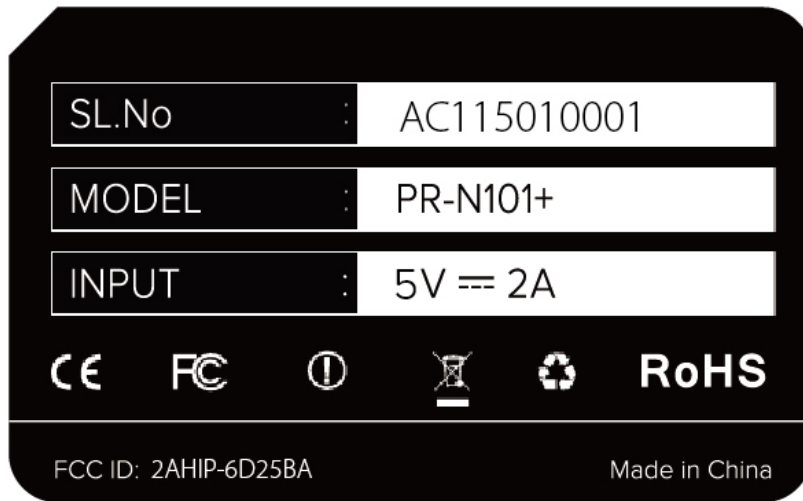 SL.No : AC115010001
MODEL : PR-N101+
INPUT : 5V ⎓ 2A
CE FC RoHS
FCC ID: 2AHIP-6D25BA Made in China